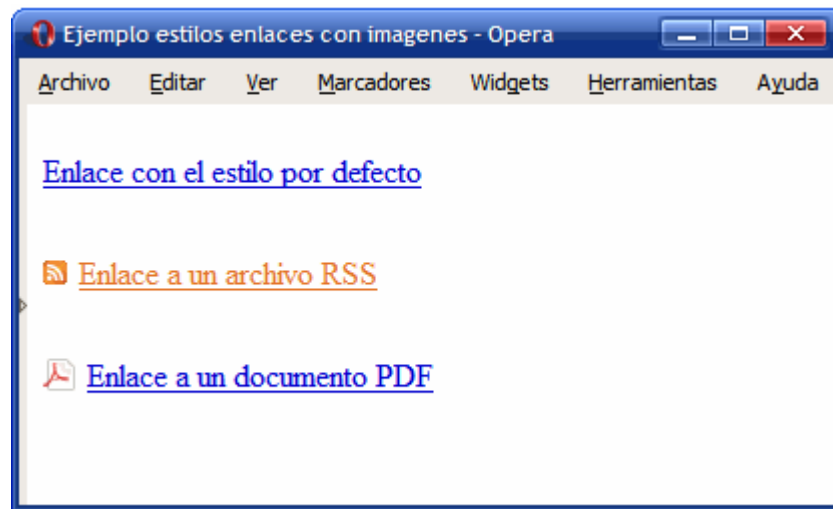 Ejemplo estilos enlaces con imagenes - Opera
Archivo Editar Ver Marcadores Widgets Herramientas Ayuda
Enlace con el estilo por defecto
Enlace a un archivo RSS
Enlace a un documento PDF